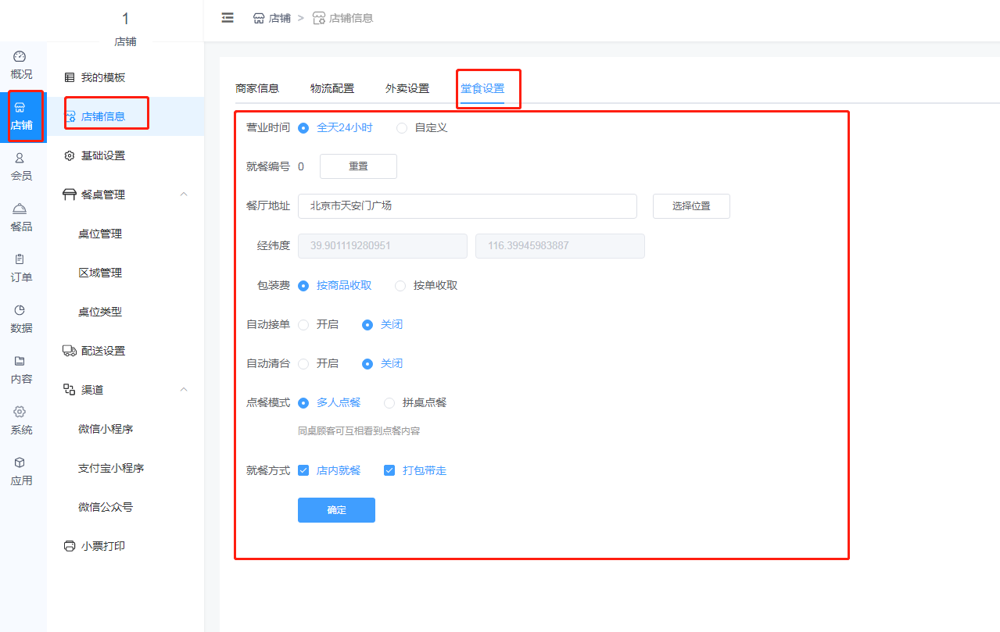 1
店铺
店铺 > 店铺信息
概况
店铺
会员
餐品
订单
数据
内容
系统
应用
我的模板
店铺信息
基础设置
餐桌管理
桌位管理
区域管理
桌位类型
配送设置
渠道
微信小程序
支付宝小程序
微信公众号
小票打印
商家信息 物流配置 外卖设置 堂食设置
营业时间 全天24小时 自定义
就餐编号 0 重置
餐厅地址 北京市天安门广场 选择位置
经纬度 39.901119280951 116.39945983887
包装费 按商品收取 按单收取
自动接单 开启 关闭
自动清台 开启 关闭
点餐模式 多人点餐 拼桌点餐
同桌顾客可互相看到点餐内容
就餐方式 店内就餐 打包带走
确定